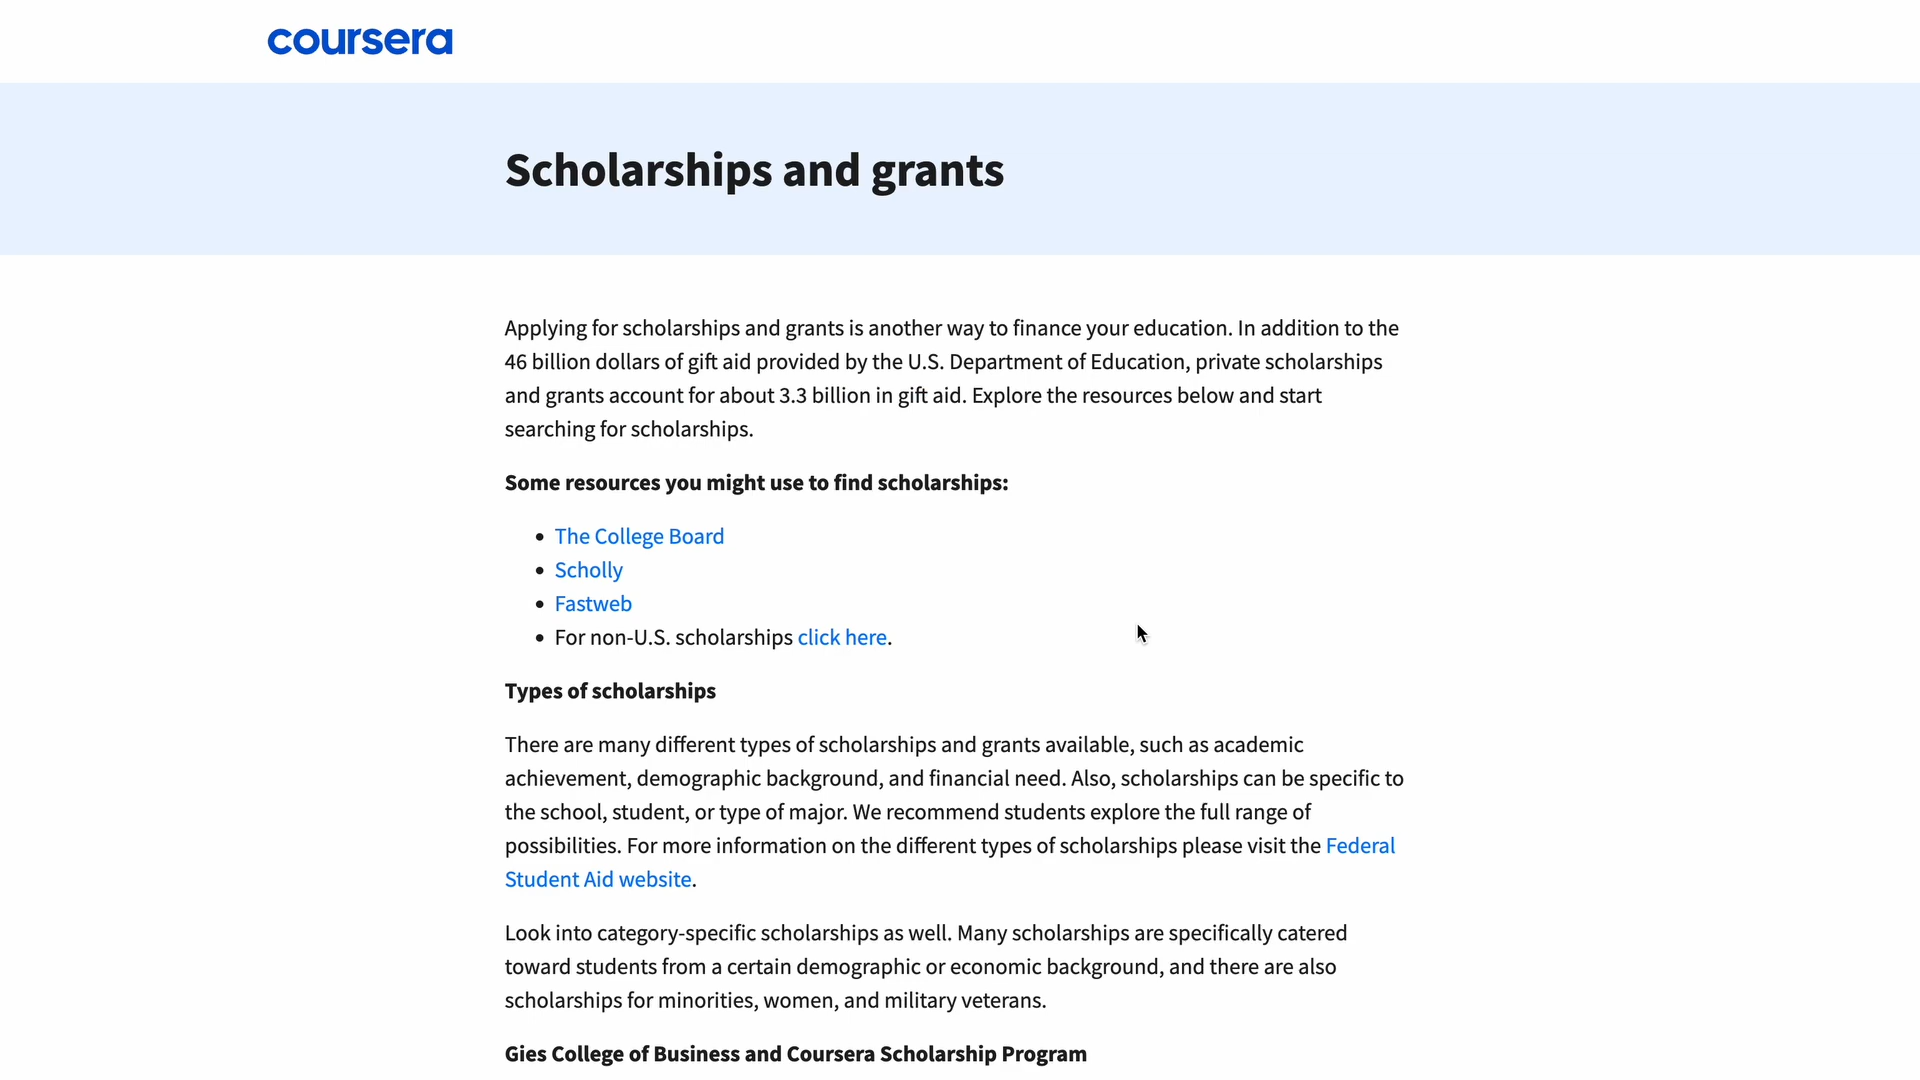 coursera
Scholarships and grants
Applying for scholarships and grants is another way to finance your education. In addition to the
46 billion dollars of gift aid provided by the U.S. Department of Education, private scholarships
and grants account for about 3.3 billion in gift aid. Explore the resources below and start
searching for scholarships.
Some resources you might use to find scholarships:
• The College Board
• Scholly
• Fastweb
• For non-U.S. scholarships click here.
Types of scholarships
There are many different types of scholarships and grants available, such as academic
achievement, demographic background, and financial need. Also, scholarships can be specific to
the school, student, or type of major. We recommend students explore the full range of
possibilities. For more information on the different types of scholarships please visit the Federal
Student Aid website.
Look into category-specific scholarships as well. Many scholarships are specifically catered
toward students from a certain demographic or economic background, and there are also
scholarships for minorities, women, and military veterans.
Gies College of Business and Coursera Scholarship Program